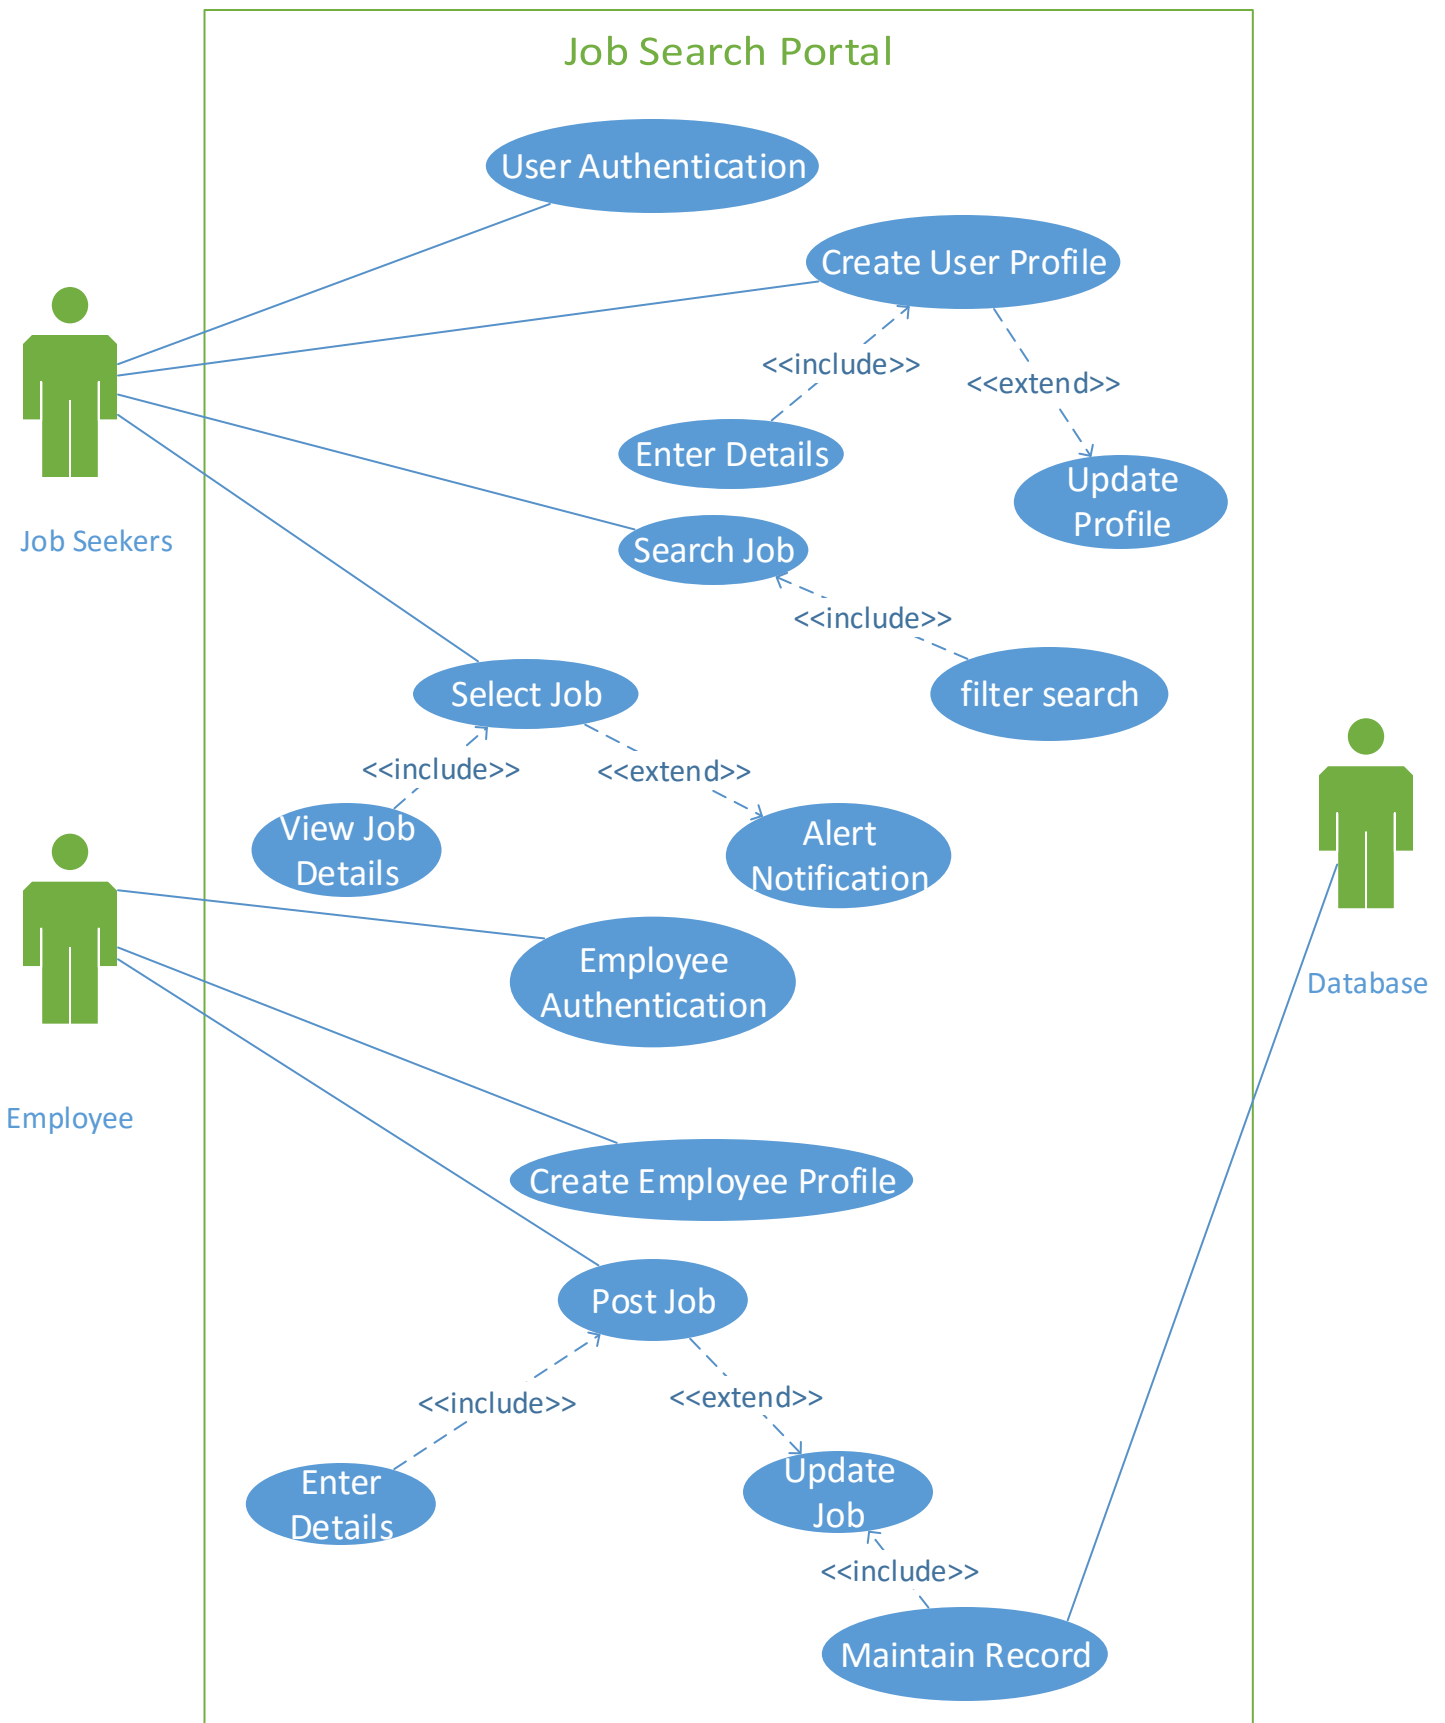 Job Search Portal
User Authentication
Create User Profile
<<include>>
<<extend>>
Enter Details
Update
Profile
Job Seekers
Search Job
<<include>>
Select Job
filter search
<<include>>
<<extend>>
View Job
Details
Alert
Notification
Employee
Authentication
Database
Employee
Create Employee Profile
Post Job
<<include>>
<<extend>>
Enter
Details
Update
Job
<<include>>
Maintain Record